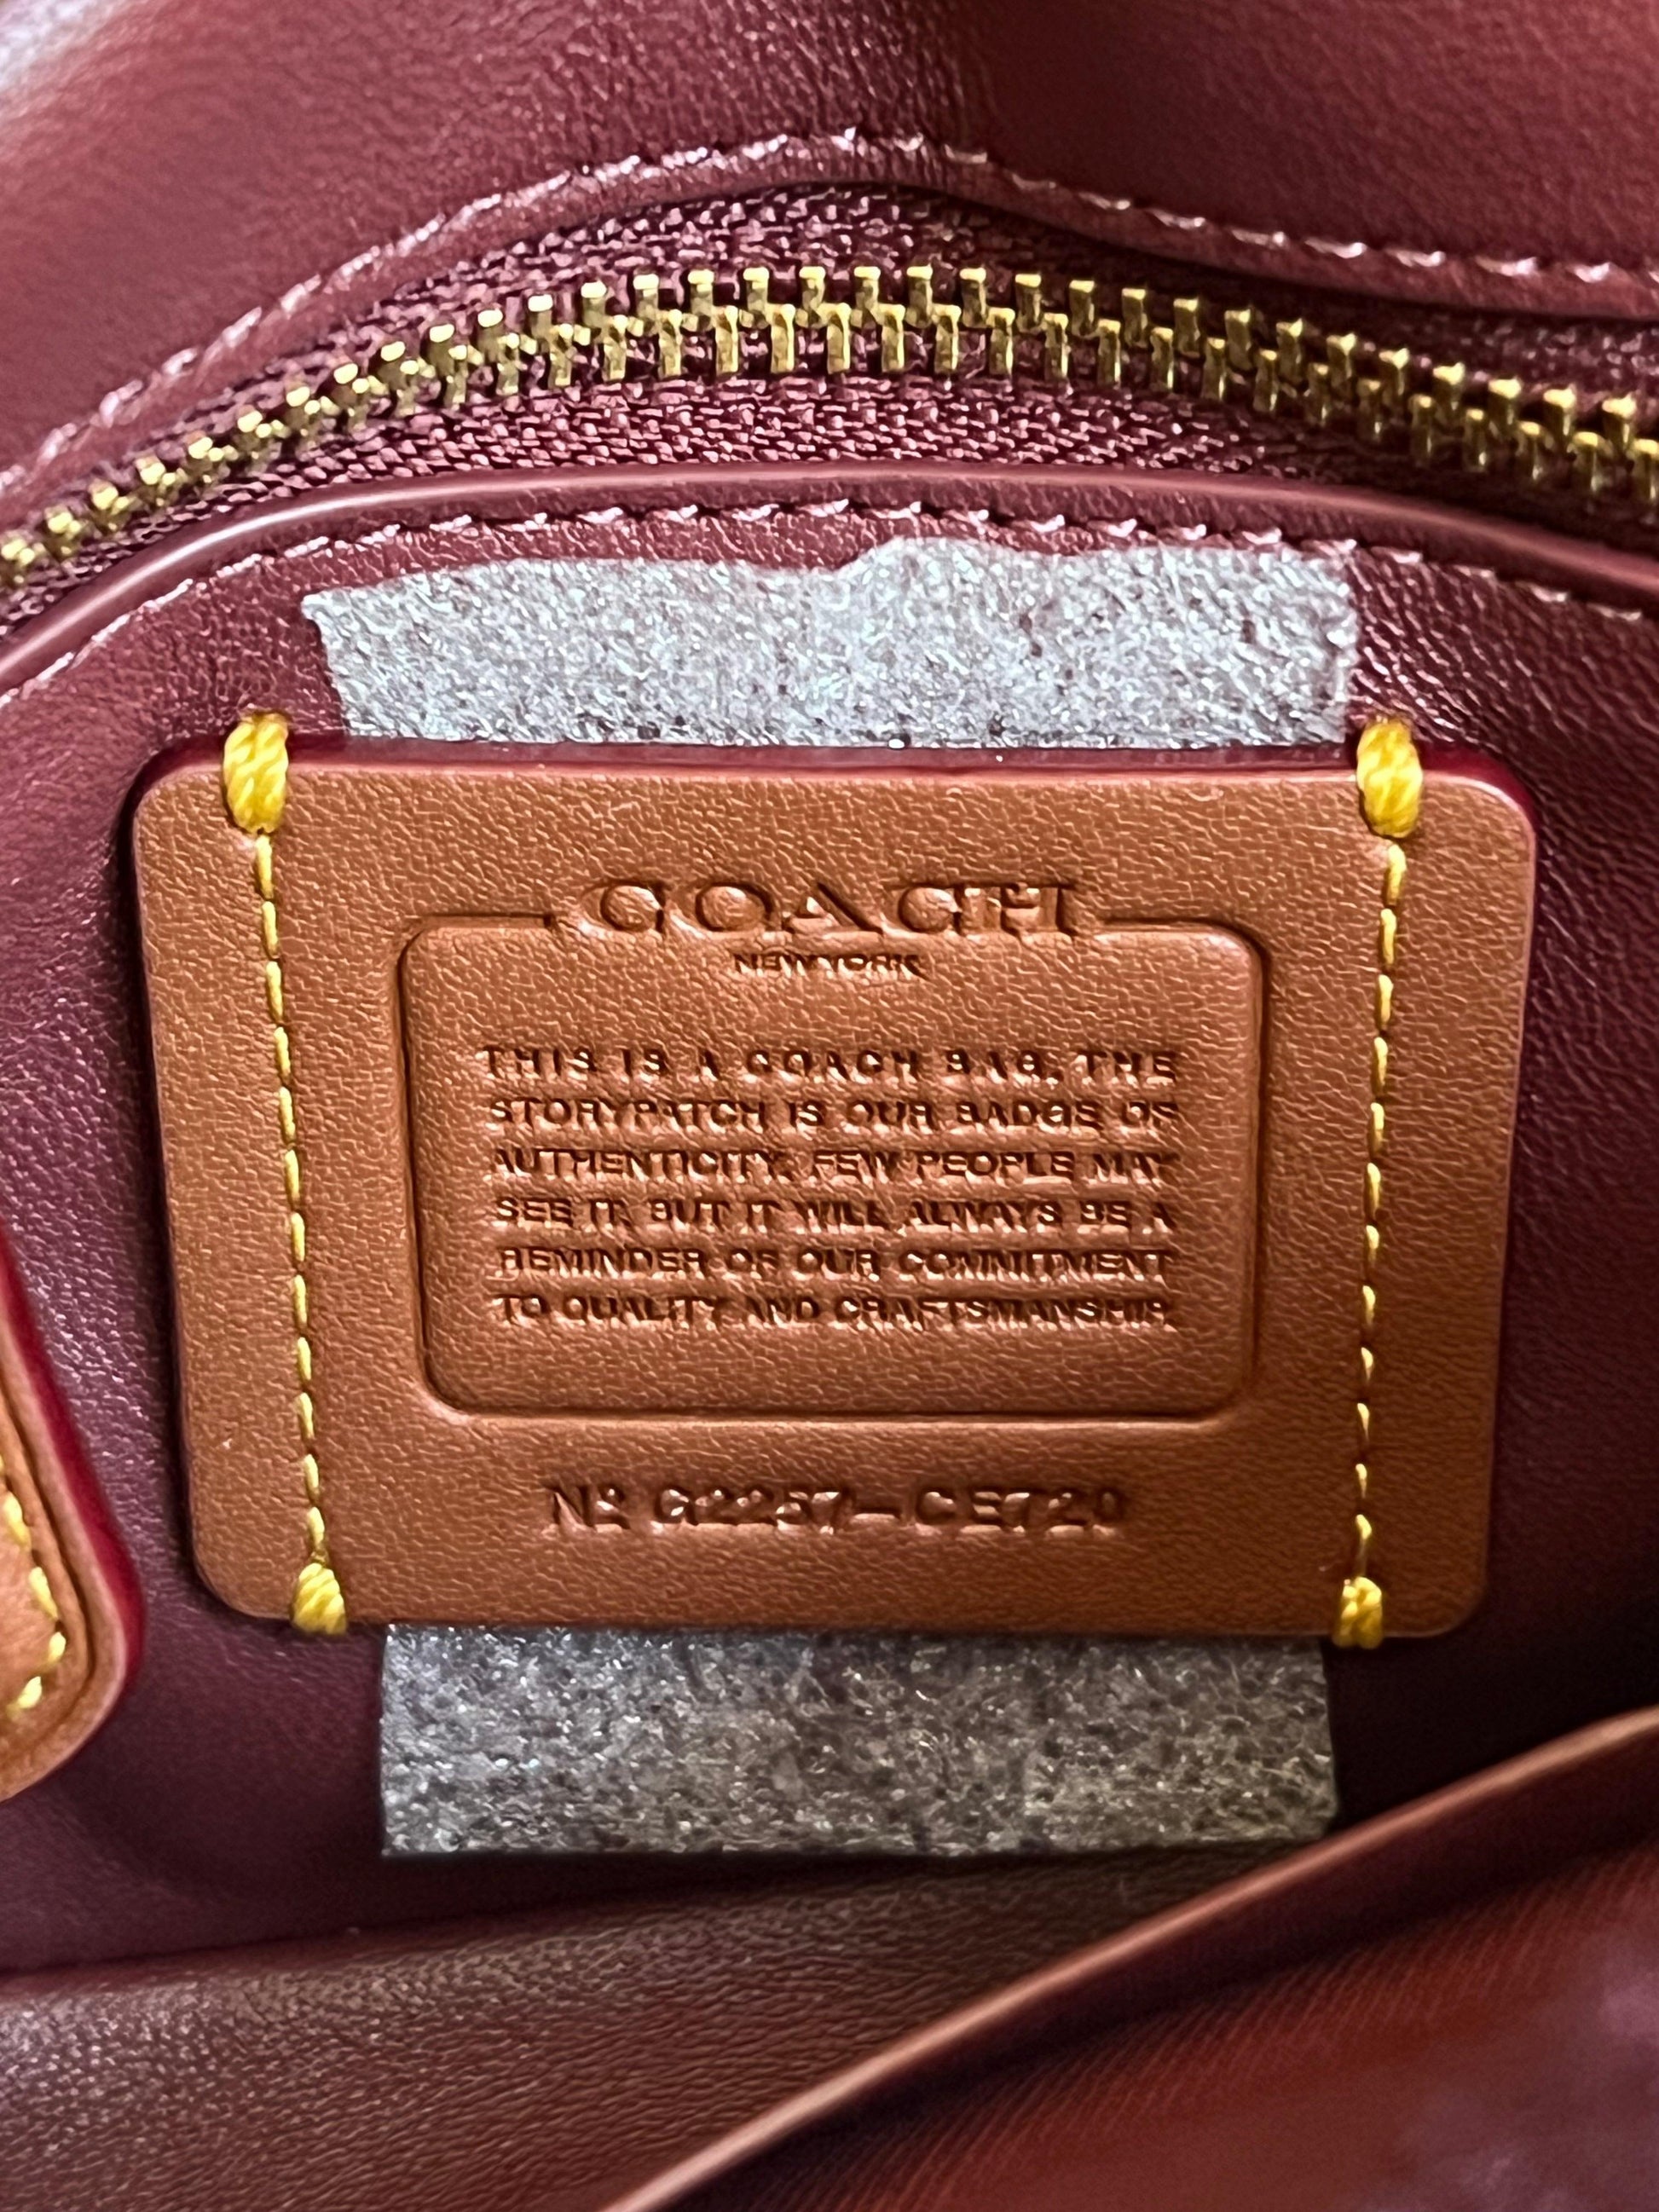 COACH
NEW YORK
THIS IS A COACH BAG. THE
STORYPATCH IS OUR BADGE OF
AUTHENTICITY. FEW PEOPLE MAY
SEE IT, BUT IT WILL ALWAYS BE A
REMINDER OF OUR COMMITMENT
TO QUALITY AND CRAFTSMANSHIP.
Nº G2257-CE720